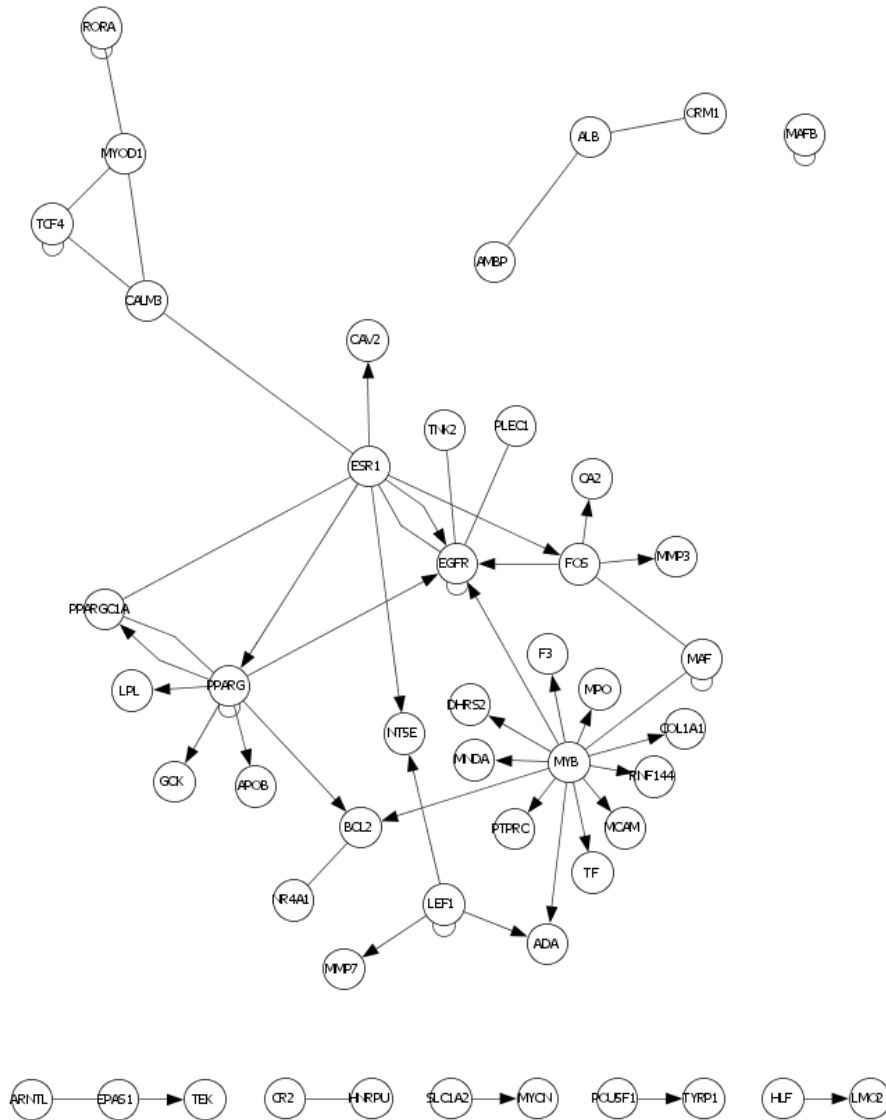 RORA
ORM1
ALB
MAFB
MYOD1
TCF4
AMBP
CALM3
CAV2
TNK2
PLEC1
ESR1
CA2
EGFR
FOS
MMP3
PPARGC1A
F3
MAF
PPARG
LPL
MPO
DHRS2
COL1A1
NT5E
MNDA
MYB
RNF144
GCK
APOB
BCL2
PTPRC
MCAM
TF
NR4A1
LEF1
ADA
MMP7
ARNTL EPAS1 TEK CR2 HNRPU SLC1A2 MYCN POU5F1 TYRP1 HLF LMO2